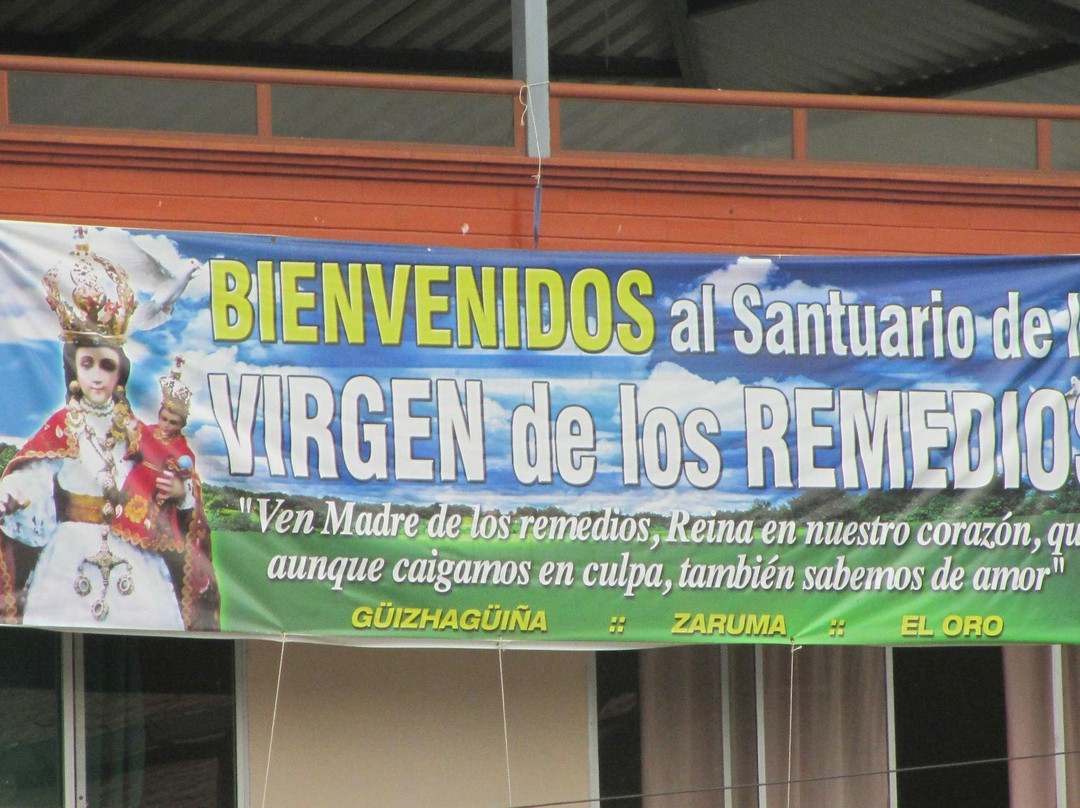 BIENVENIDOS al Santuario de
VIRGEN de los REMEDIOS
"Ven Madre de los remedios, Reina en nuestro corazón, qu
aunque caigamos en culpa, también sabemos de amor"
GÜIZHAGÜIÑA :: ZARUMA :: EL ORO